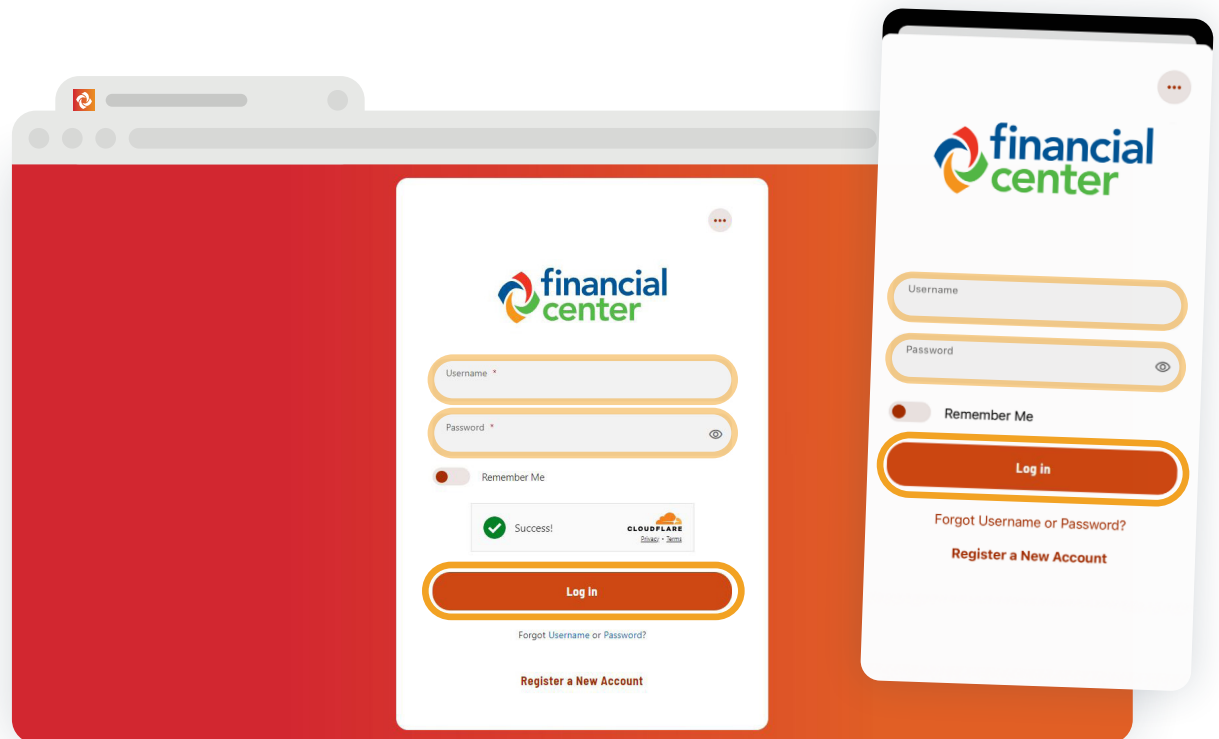 financial
center
Username *
Password *
Remember Me
Success!
CLOUDFLARE
Privacy • Terms
Log in
Forgot Username or Password?
Register a New Account
financial
center
Username
Password
Remember Me
Log in
Forgot Username or Password?
Register a New Account